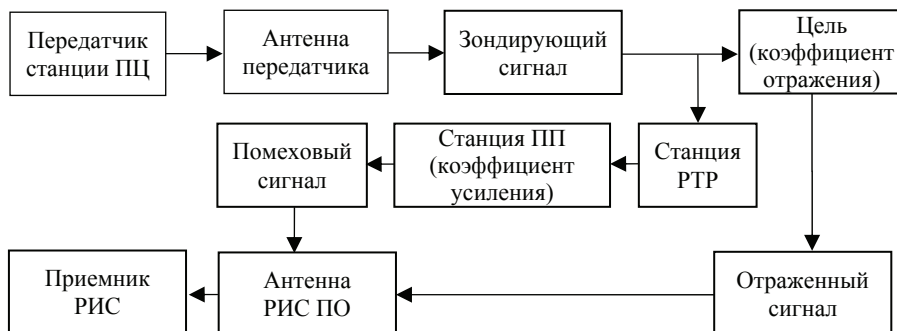 Передатчик
станции ПЦ
Антенна
передатчика
Зондирующий
сигнал
Цель
(коэффициент
отражения)
Помеховый
сигнал
Станция ПП
(коэффициент
усиления)
Станция
РТР
Приемник
РИС
Антенна
РИС ПО
Отраженный
сигнал